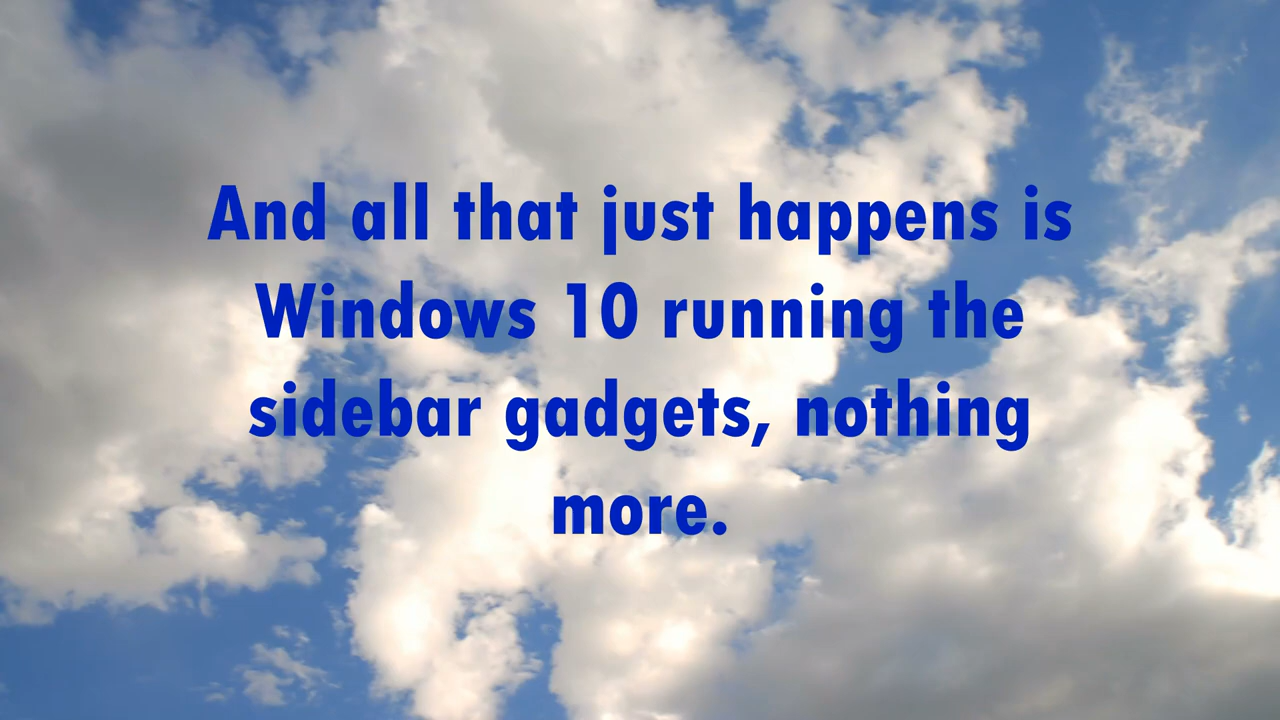 And all that just happens is
Windows 10 running the
sidebar gadgets, nothing
more.